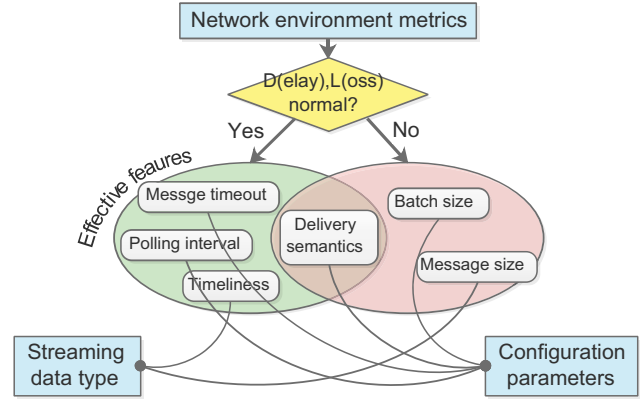 Network environment metrics
D(elay),L(oss)
normal?
Yes
No
Effective feaures
Messge timeout
Batch size
Delivery
semantics
Polling interval
Message size
Timeliness
Streaming
data type
Configuration
parameters